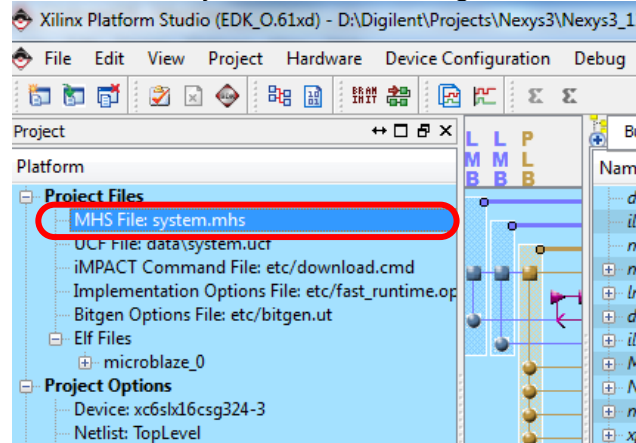 Xilinx Platform Studio (EDK_O.61xd) - D:\Digilent\Projects\Nexys3\Nexys3_1
File Edit View Project Hardware Device Configuration Debug
BRAM INIT Σ Σ
Project
L L P
M M L
B B B
Platform
Project Files
MHS File: system.mhs
UCF File: data\system.ucf
iMPACT Command File: etc/download.cmd
Implementation Options File: etc/fast_runtime.op
Bitgen Options File: etc/bitgen.ut
Elf Files
microblaze_0
Project Options
Device: xc6slx16csg324-3
Netlist: TopLevel